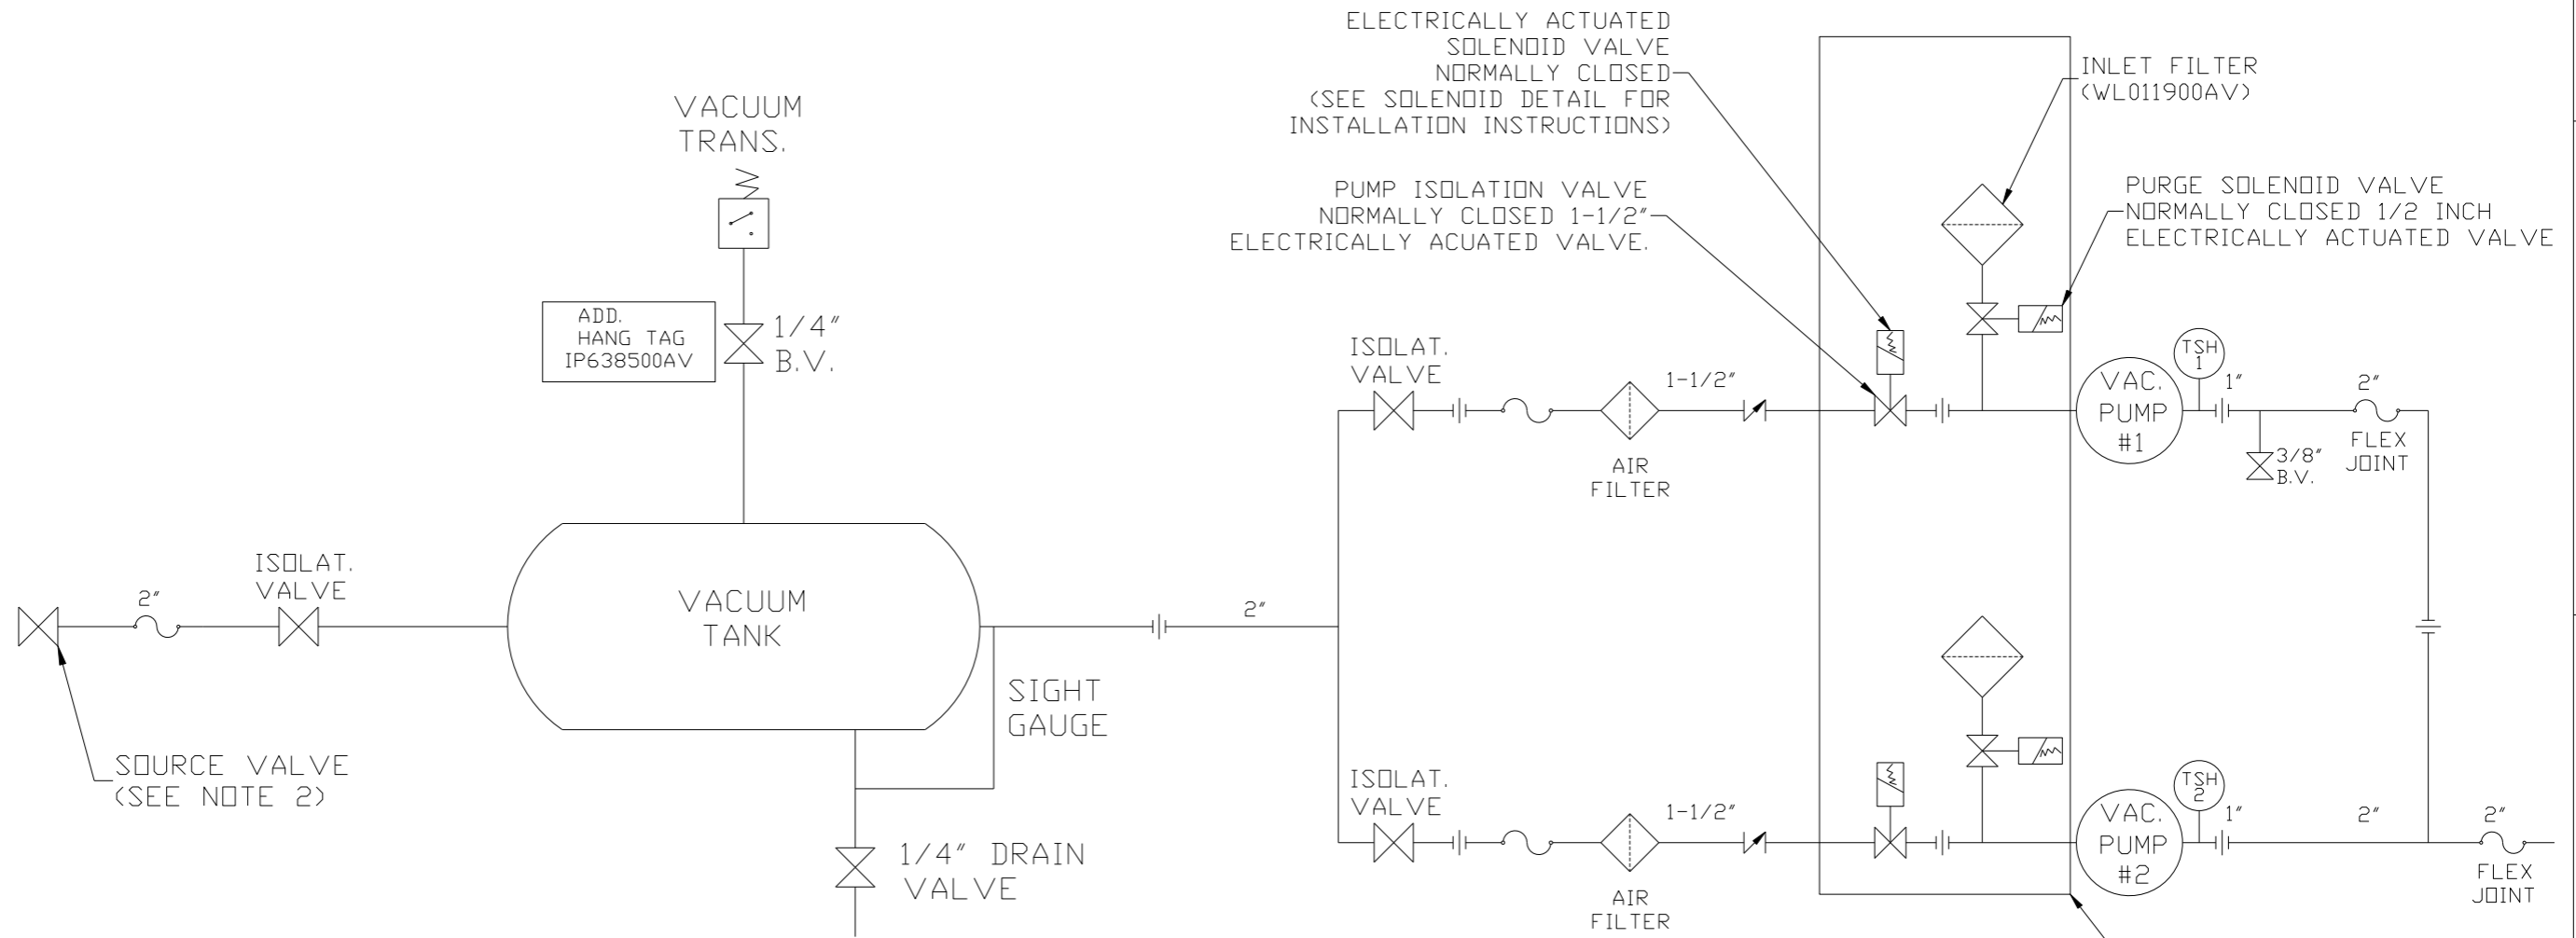 ELECTRICALLY ACTUATED
SOLENOID VALVE
NORMALLY CLOSED
(SEE SOLENOID DETAIL FOR
INSTALLATION INSTRUCTIONS)
INLET FILTER
(WL011900AV)
VACUUM
TRANS.
PUMP ISOLATION VALVE
NORMALLY CLOSED 1-1/2"
ELECTRICALLY ACUATED VALVE.
PURGE SOLENOID VALVE
NORMALLY CLOSED 1/2 INCH
ELECTRICALLY ACTUATED VALVE
ADD.
HANG TAG
IP638500AV
1/4"
B.V.
ISOLAT.
VALVE
1-1/2"
AIR
FILTER
VAC.
PUMP
#1
TSH
1
1"
3/8"
B.V.
2"
FLEX
JOINT
2"
ISOLAT.
VALVE
VACUUM
TANK
2"
SIGHT
GAUGE
SOURCE VALVE
(SEE NOTE 2)
1/4" DRAIN
VALVE
ISOLAT.
VALVE
1-1/2"
AIR
FILTER
VAC.
PUMP
#2
TSH
2
1"
2"
2"
FLEX
JOINT